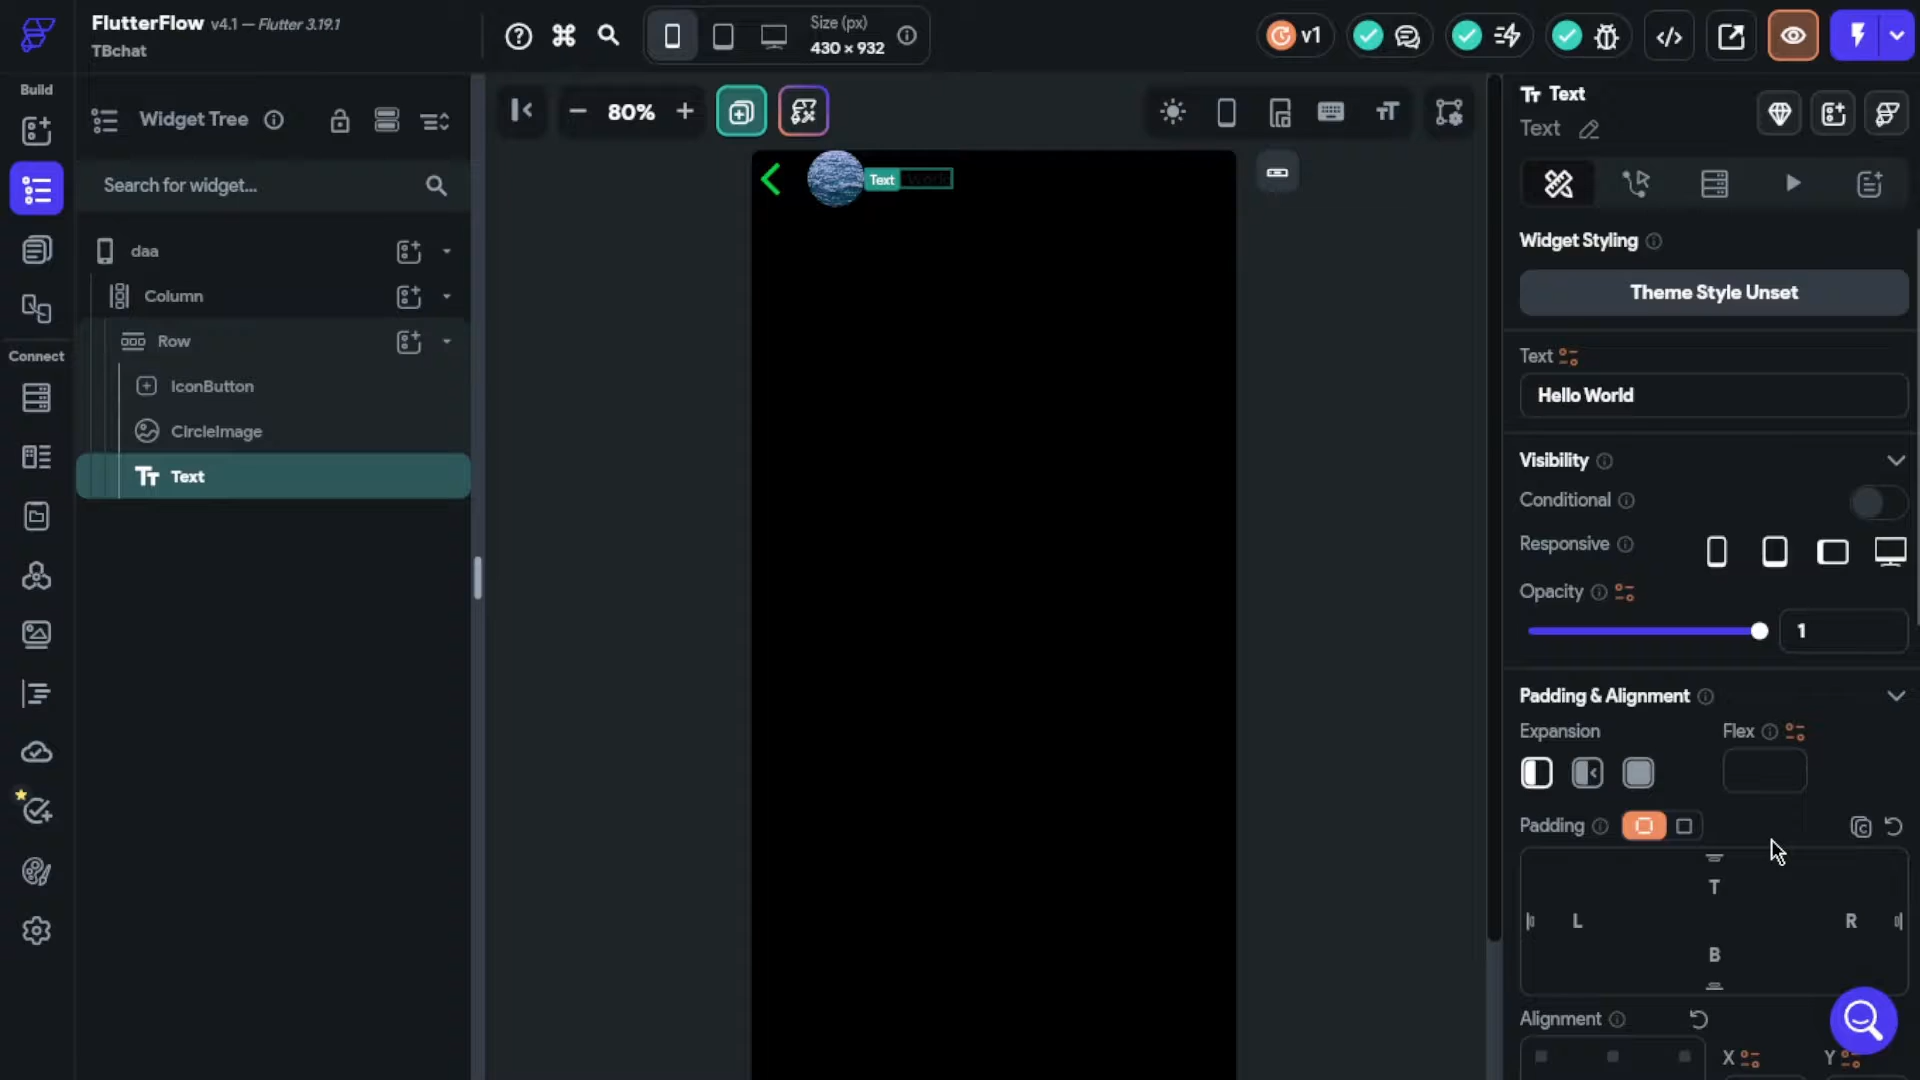 FlutterFlow v4.1 — Flutter 3.19.1
TBchat
Size (px)
430 × 932
v1
Build
Connect
Widget Tree
Search for widget...
daa
Column
Row
IconButton
CircleImage
Text
80%
Text
Text
Text
Widget Styling
Theme Style Unset
Text
Hello World
Visibility
Conditional
Responsive
Opacity
1
Padding & Alignment
Expansion
Flex
Padding
T
L
R
B
Alignment
X
Y